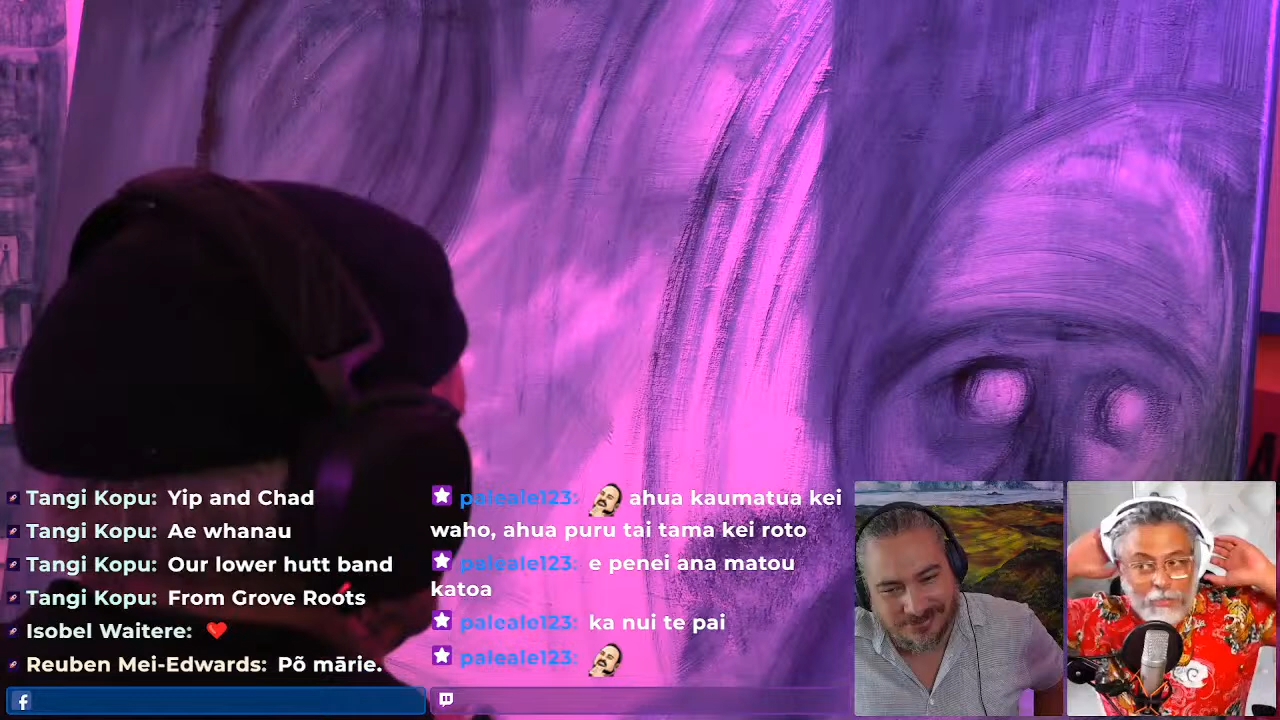 Tangi Kopu: Yip and Chad
Tangi Kopu: Ae whanau
Tangi Kopu: Our lower hutt band
Tangi Kopu: From Grove Roots
Isobel Waitere: ❤️
Reuben Mei-Edwards: Põ mārie.
paleale123: ahua kaumatua kei
waho, ahua puru tai tama kei roto
paleale123: e penei ana matou
katoa
paleale123: ka nui te pai
paleale123: